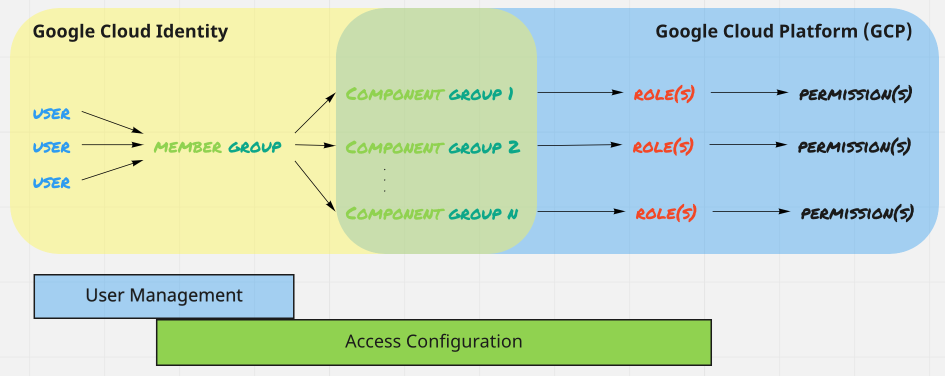 Google Cloud Identity
Google Cloud Platform (GCP)
USER
USER
USER
MEMBER GROUP
COMPONENT GROUP 1
COMPONENT GROUP 2
COMPONENT GROUP N
ROLE(S)
ROLE(S)
ROLE(S)
PERMISSION(S)
PERMISSION(S)
PERMISSION(S)
User Management
Access Configuration